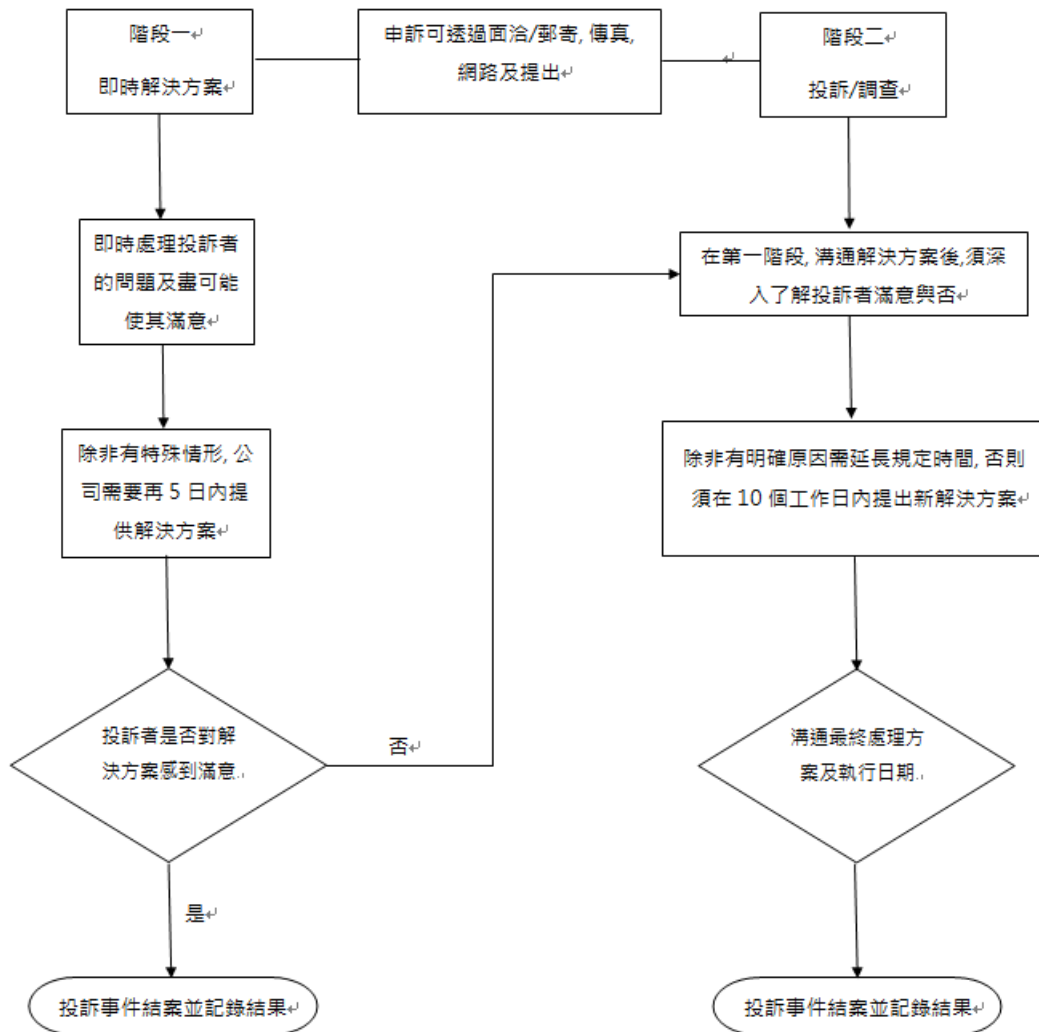 階段一
即時解決方案
申訴可透過面洽/郵寄, 傳真,
網路及提出
階段二
投訴/調查
即時處理投訴者
的問題及盡可能
使其滿意
在第一階段, 溝通解決方案後,須深
入了解投訴者滿意與否
除非有特殊情形, 公
司需要再 5 日內提
供解決方案
除非有明確原因需延長規定時間, 否則
須在 10 個工作日內提出新解決方案
投訴者是否對解
決方案感到滿意
否
溝通最終處理方
案及執行日期
是
投訴事件結案並記錄結果
投訴事件結案並記錄結果